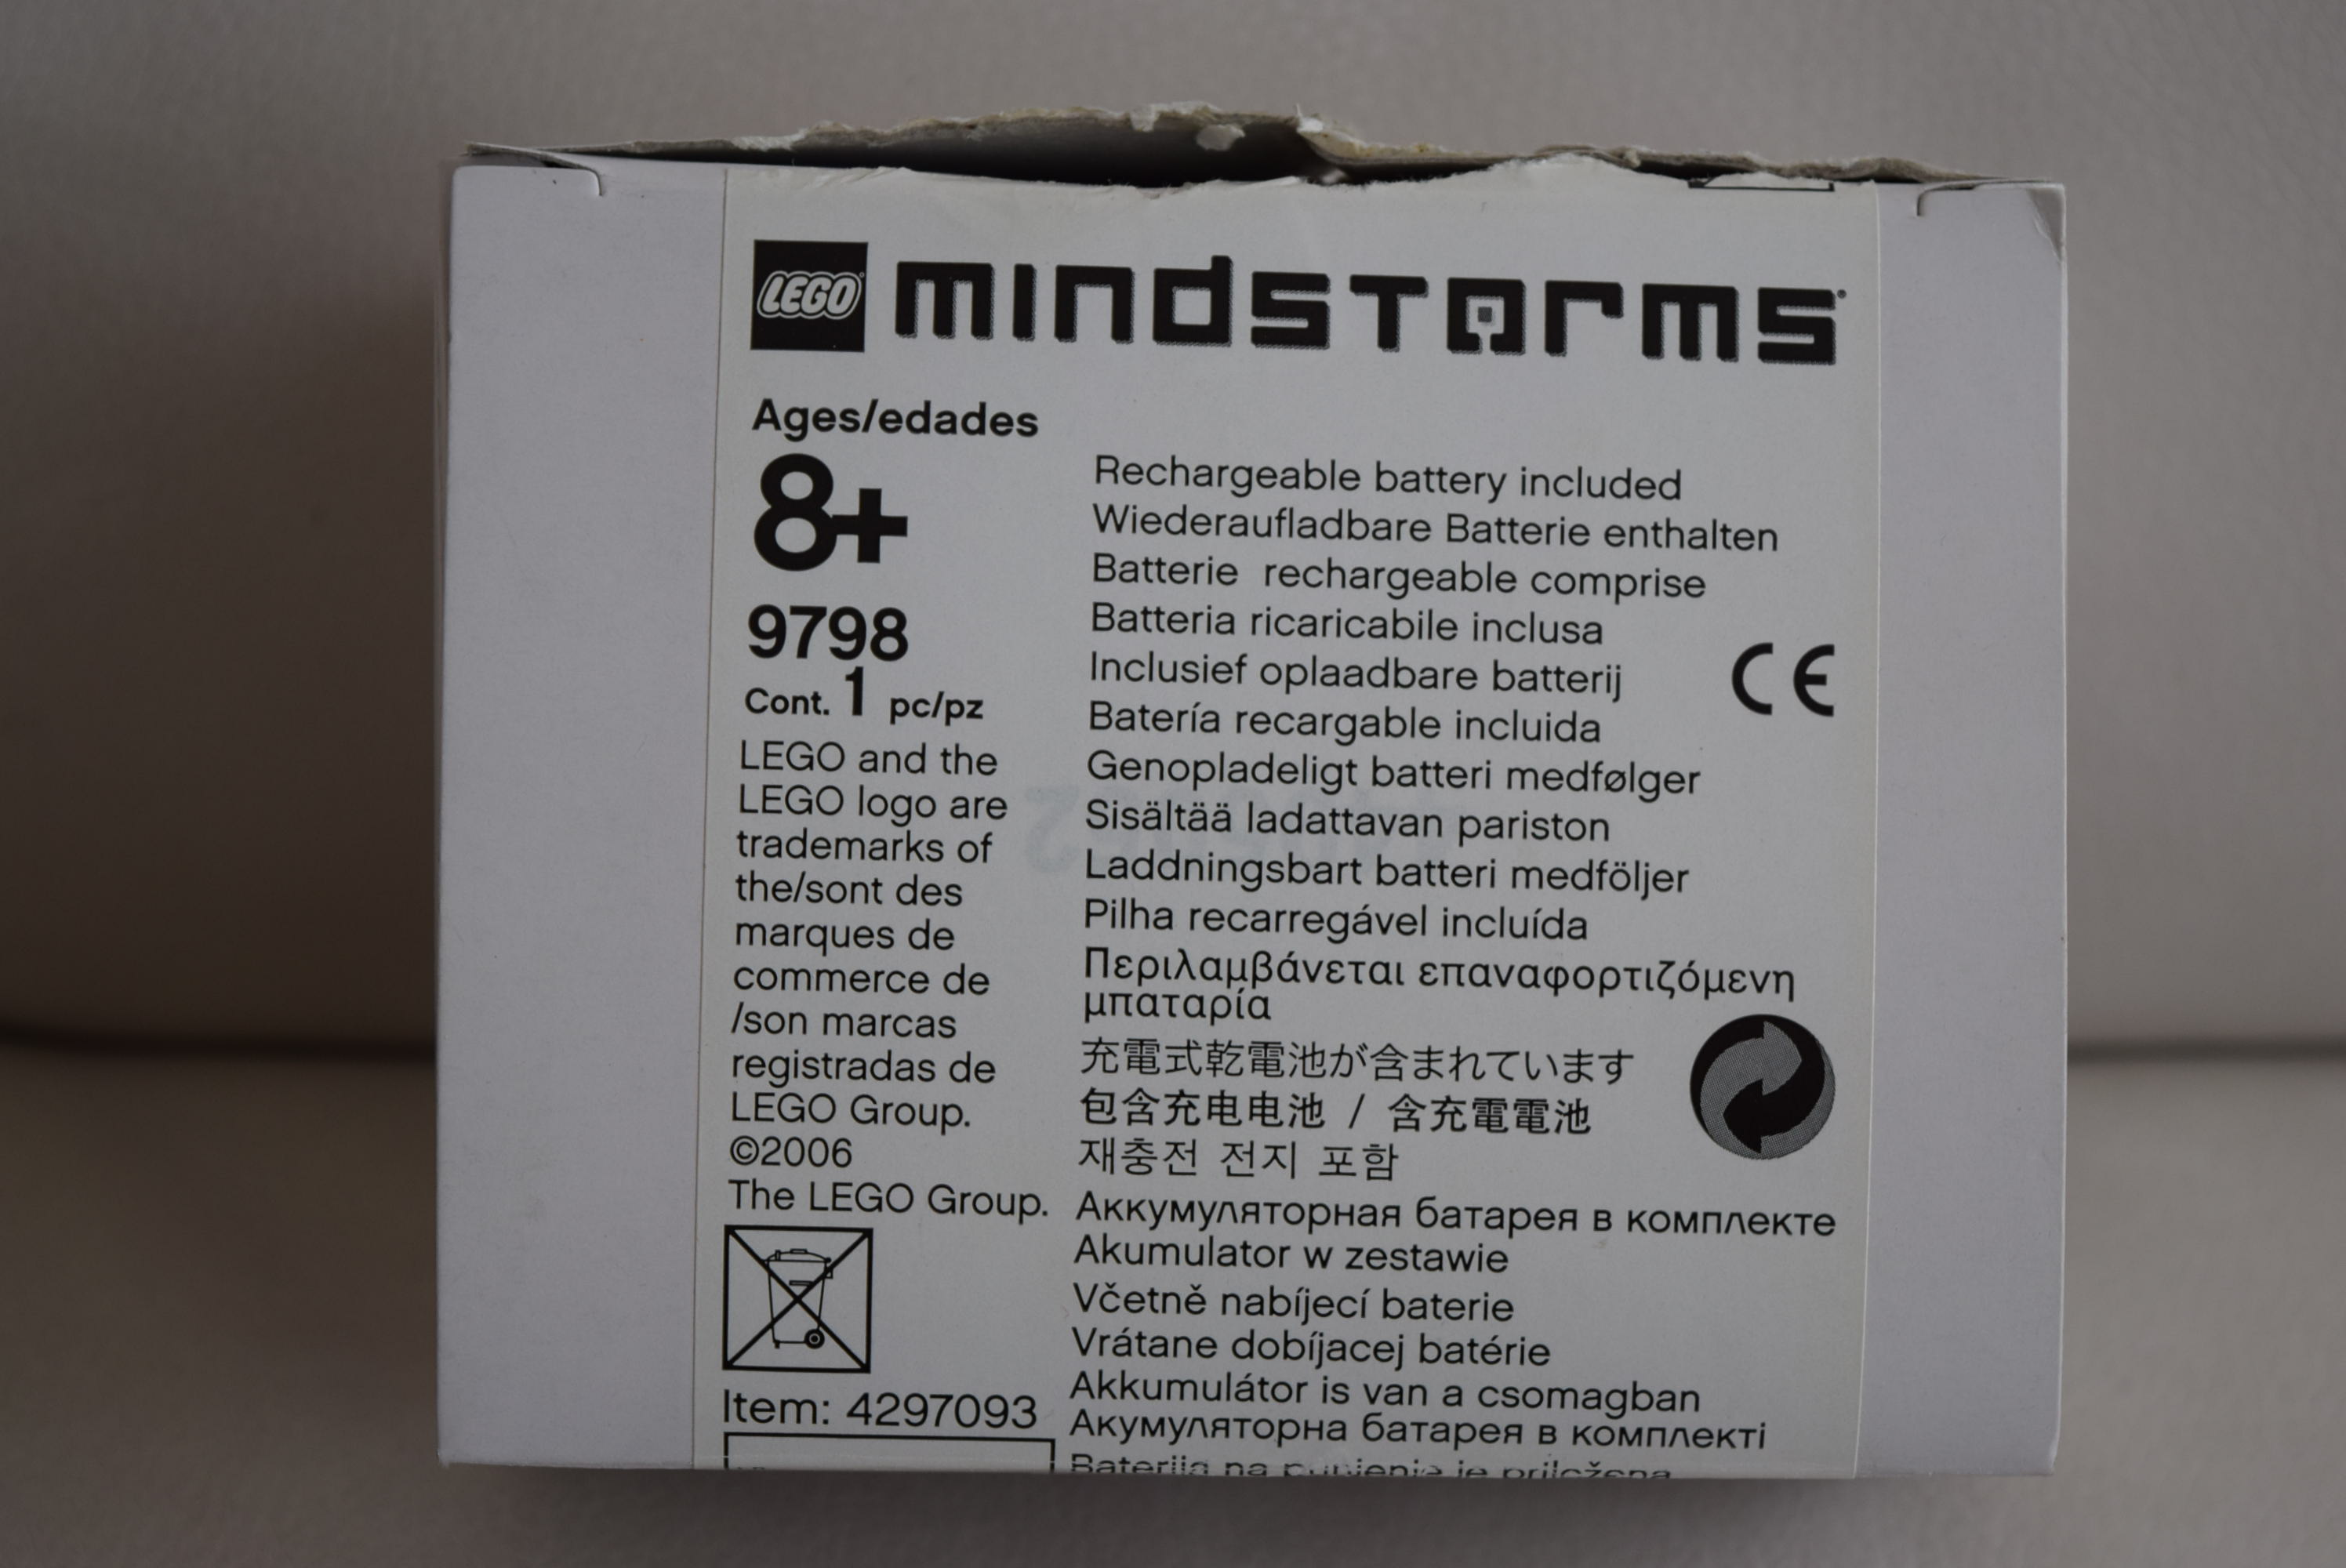 LEGO mindstorms
Ages/edades
8+
9798
Cont. 1 pc/pz
LEGO and the
LEGO logo are
trademarks of
the/sont des
marques de
commerce de
/son marcas
registradas de
LEGO Group.
©2006
The LEGO Group.
Item: 4297093
Rechargeable battery included
Wiederaufladbare Batterie enthalten
Batterie rechargeable comprise
Batteria ricaricabile inclusa
Inclusief oplaadbare batterij
Batería recargable incluida
Genopladeligt batteri medfølger
Sisältää ladattavan pariston
Laddningsbart batteri medföljer
Pilha recarregável incluída
Περιλαμβάνεται επαναφορτιζόμενη
μπαταρία
充電式乾電池が含まれています
包含充电电池 / 含充電電池
재충전 전지 포함
Аккумуляторная батарея в комплекте
Akumulator w zestawie
Včetně nabíjecí baterie
Vrátane dobíjacej batérie
Akkumulátor is van a csomagban
Акумуляторна батарея в комплекті
Baterija na punjenje je priložena
CE